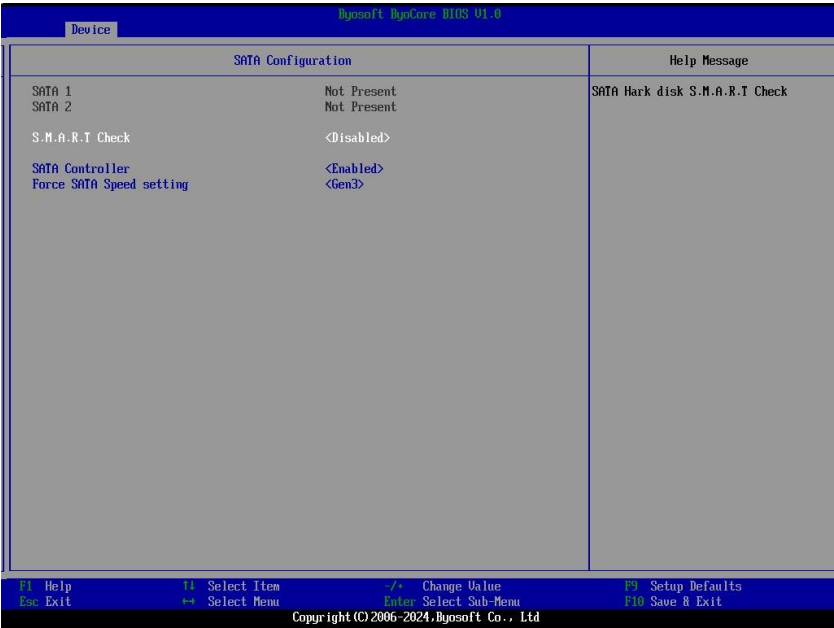 Byosoft ByoCore BIOS V1.0
Device
SATA Configuration
Help Message
SATA 1 Not Present
SATA 2 Not Present
S.M.A.R.T Check <Disabled>
SATA Controller <Enabled>
Force SATA Speed setting <Gen3>
SATA Hark disk S.M.A.R.T Check
F1 Help ↑↓ Select Item -/+ Change Value F9 Setup Defaults
Esc Exit ↔ Select Menu Enter Select Sub-Menu F10 Save & Exit
Copyright(C)2006-2024,Byosoft Co., Ltd